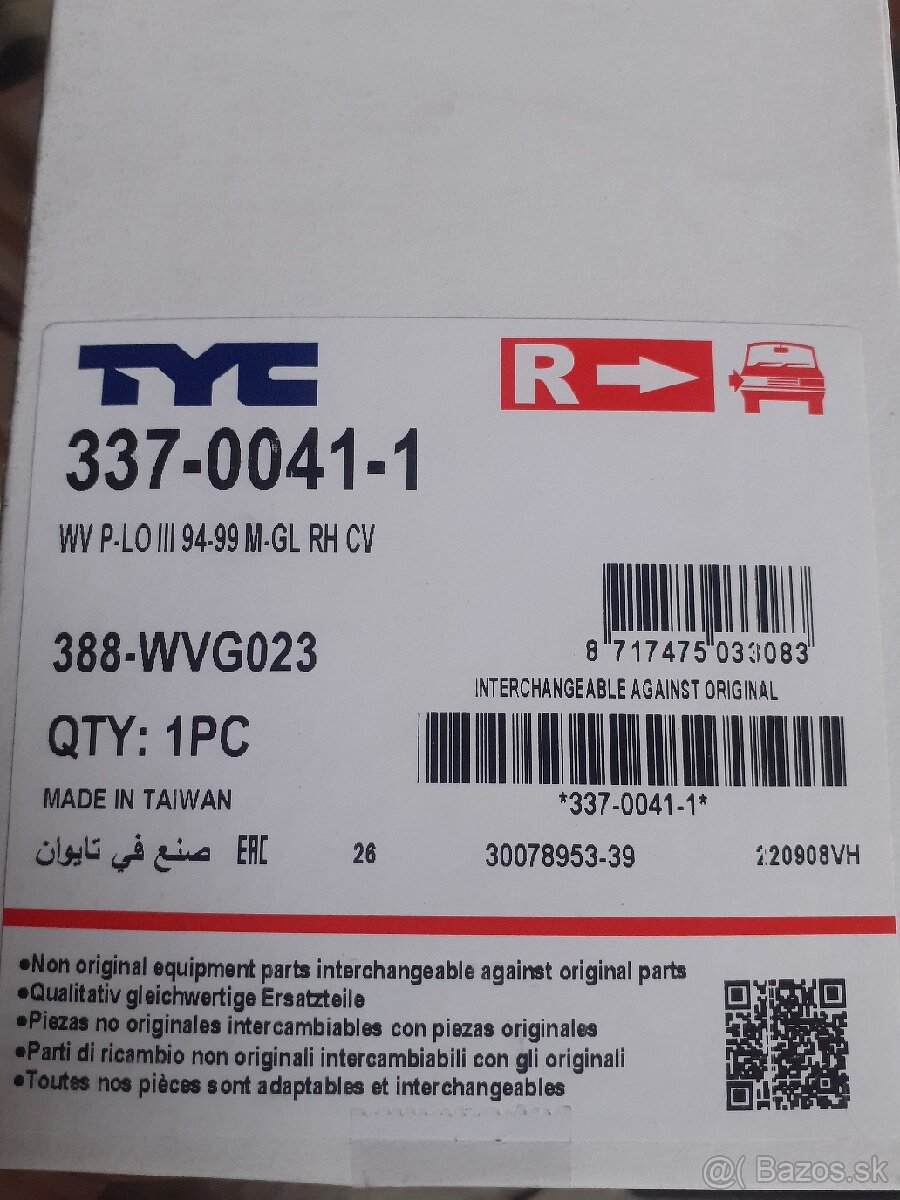 TYC
R
337-0041-1
WV P-LO III 94-99 M-GL RH CV
388-WVG023
8 717475 033083
INTERCHANGEABLE AGAINST ORIGINAL
QTY: 1PC
*337-0041-1*
MADE IN TAIWAN
صنع في تايوان EAC 26 30078953-39 220908VH
•Non original equipment parts interchangeable against original parts
•Qualitativ gleichwertige Ersatzteile
•Piezas no originales intercambiables con piezas originales
•Parti di ricambio non originali intercambiabili con gli originali
•Toutes nos pièces sont adaptables et interchangeables
@( Bazos.sk